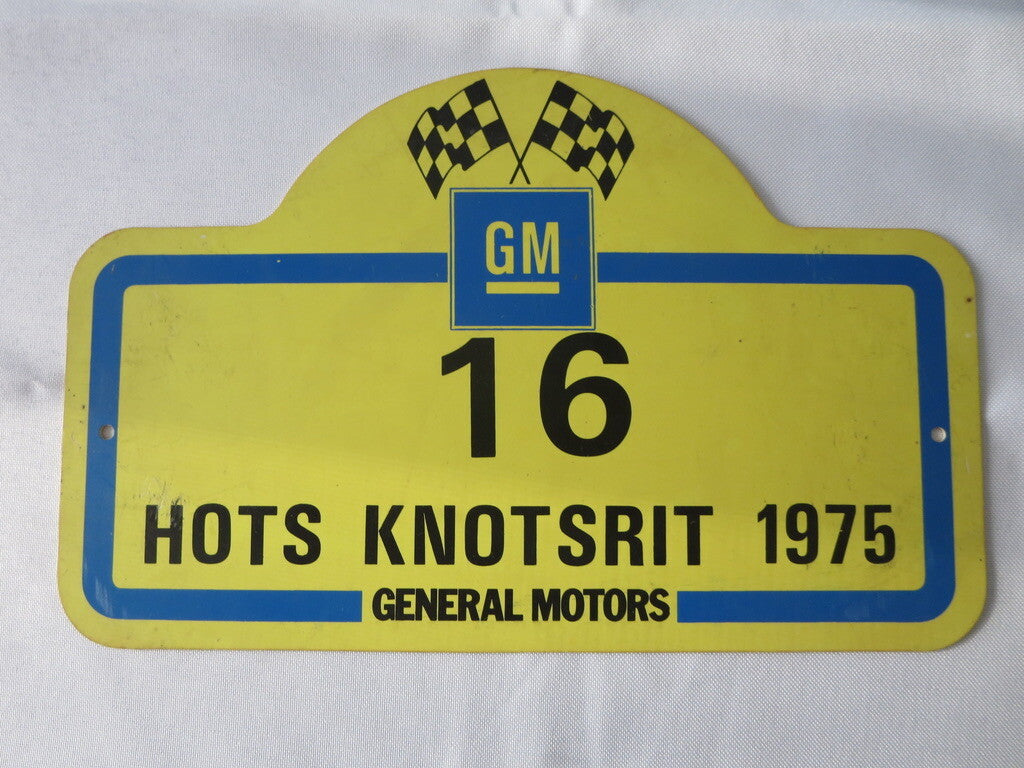 GM
16
HOTS KNOTSRIT 1975
GENERAL MOTORS